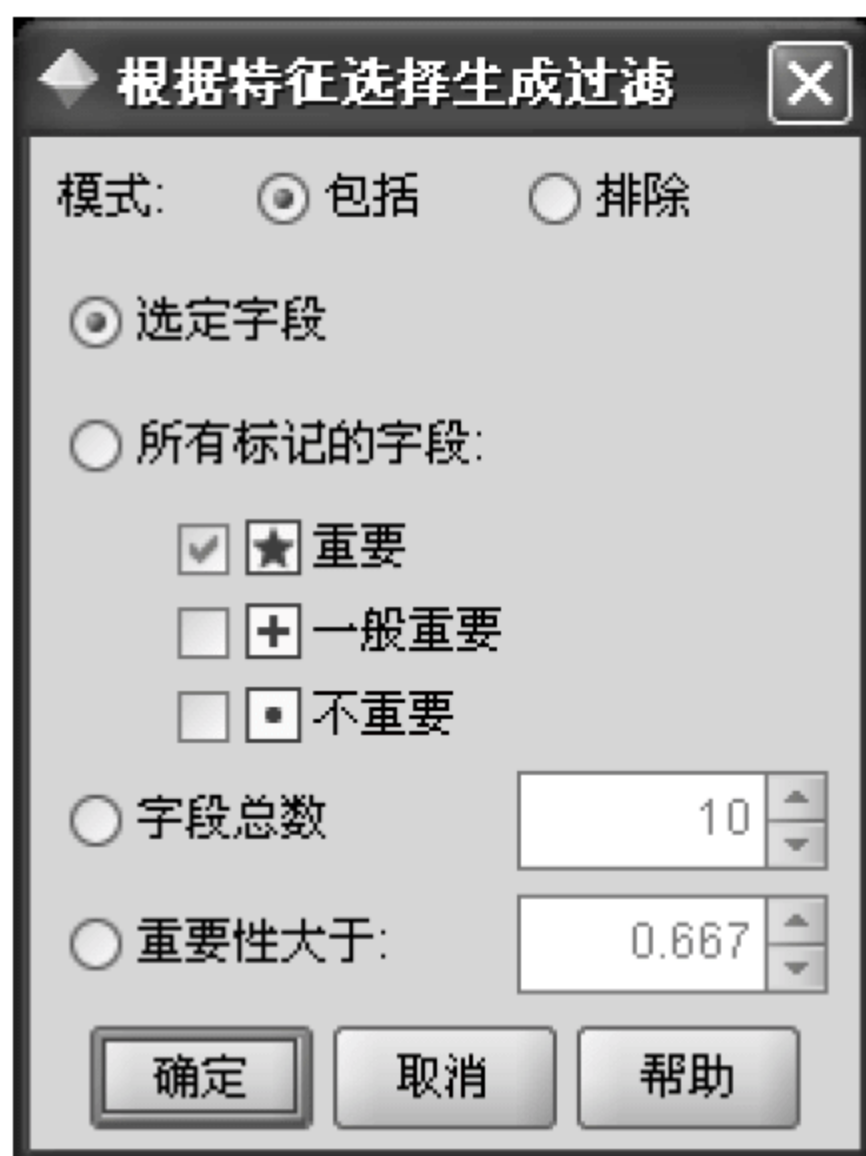 根据特征选择生成过滤
模式: 包括 排除
选定字段
所有标记的字段:
重要
一般重要
不重要
字段总数 10
重要性大于: 0.667
确定 取消 帮助